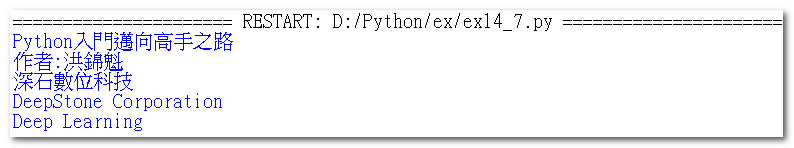 ====================== RESTART: D:/Python/ex/ex14_7.py ======================
Python入門邁向高手之路
作者:洪錦魁
深石數位科技
DeepStone Corporation
Deep Learning